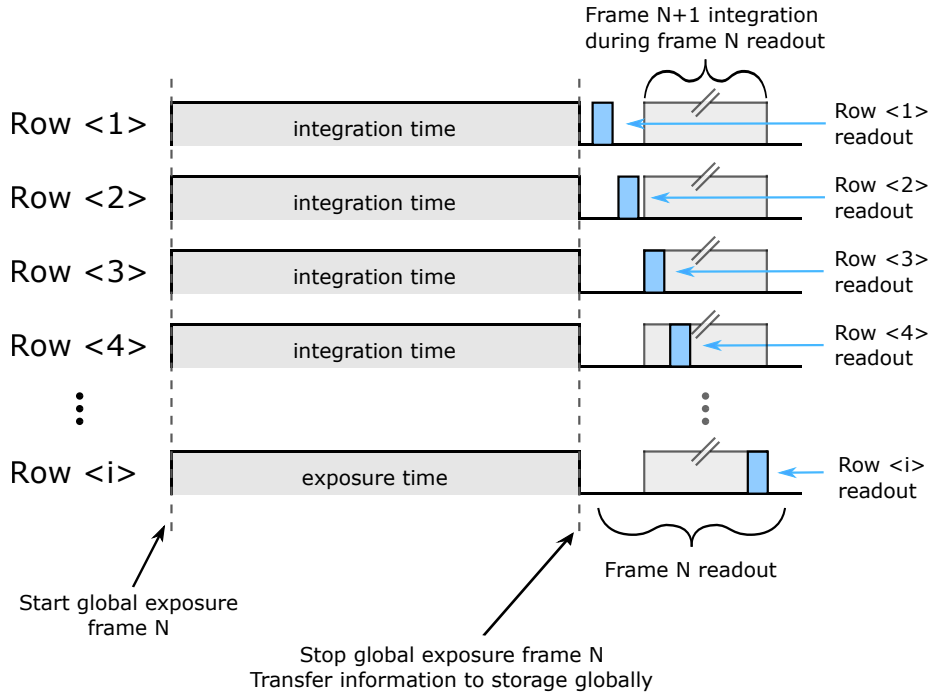 Frame N+1 integration
during frame N readout
Row <1>
integration time
Row <1>
readout
Row <2>
integration time
Row <2>
readout
Row <3>
integration time
Row <3>
readout
Row <4>
integration time
Row <4>
readout
Row <i>
exposure time
Row <i>
readout
Frame N readout
Start global exposure
frame N
Stop global exposure frame N
Transfer information to storage globally